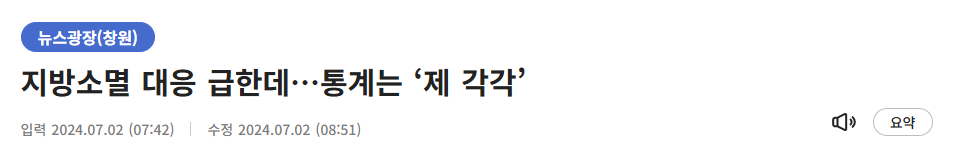 뉴스광장(창원)
지방소멸 대응 급한데…통계는 ‘제 각각’
입력 2024.07.02 (07:42) 수정 2024.07.02 (08:51)
요약